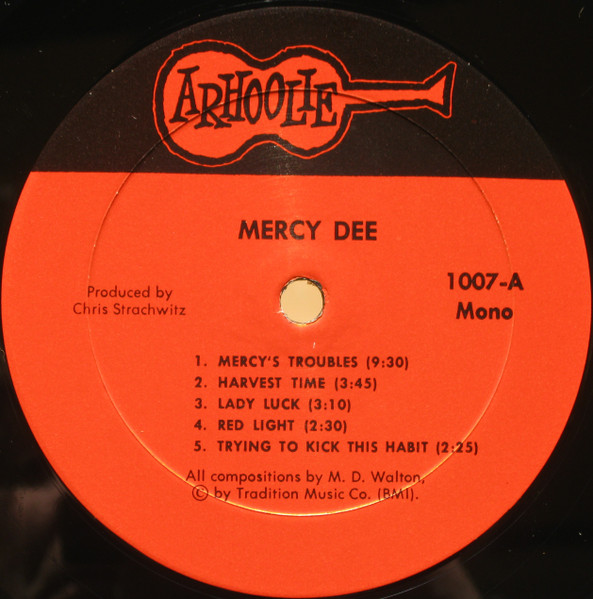 ARHOOLIE
MERCY DEE
1007-A
Mono
Produced by
Chris Strachwitz
1. MERCY'S TROUBLES (9:30)
2. HARVEST TIME (3:45)
3. LADY LUCK (3:10)
4. RED LIGHT (2:30)
5. TRYING TO KICK THIS HABIT (2:25)
All compositions by M. D. Walton,
© by Tradition Music Co. (BMI).